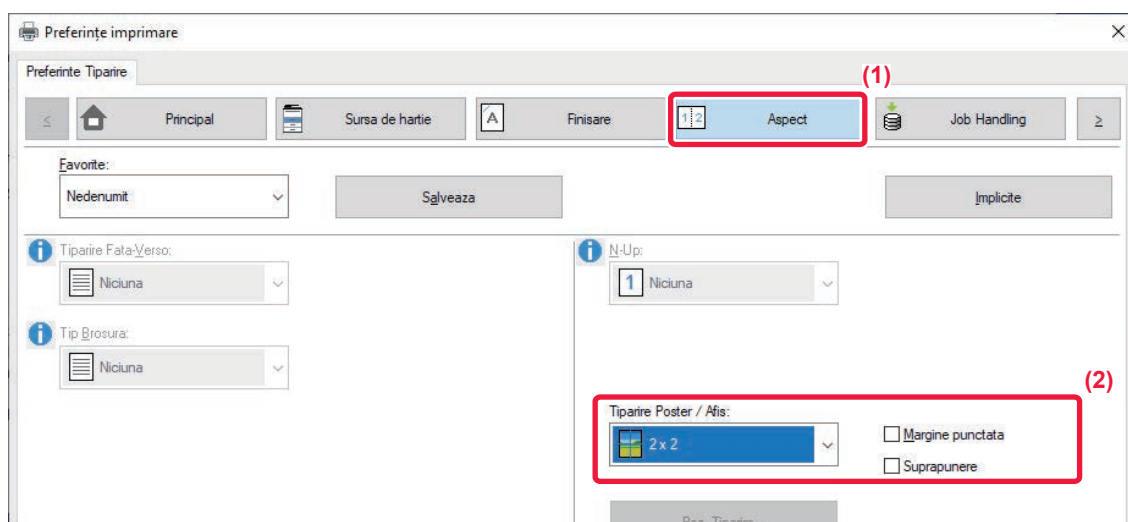 Preferințe imprimare
Preferinte Tiparire
(1)
≤ Principal Sursa de hartie A Finisare 1 2 Aspect Job Handling ≥
Favorite:
Nedenumit Salveaza Implicite
Tiparire Fata-Verso: N-Up:
Niciuna 1 Niciuna
Tip Brosura:
Niciuna
(2)
Tiparire Poster / Afis:
2 x 2 Margine punctata
Suprapunere